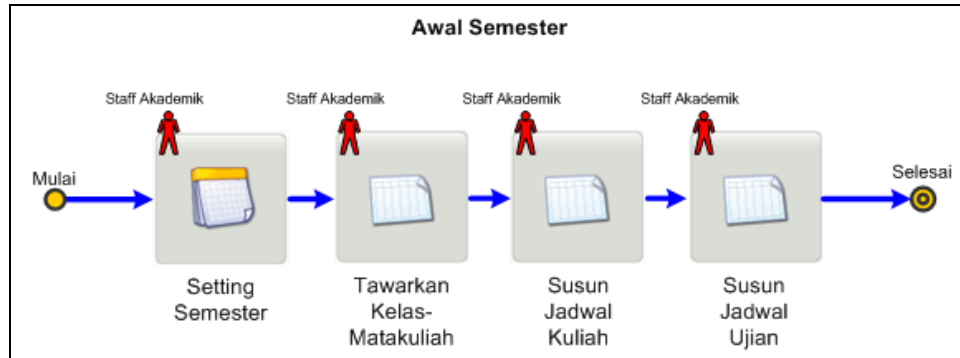 Awal Semester
Staff Akademik
Staff Akademik
Staff Akademik
Staff Akademik
Mulai
Selesai
Setting
Semester
Tawarkan
Kelas-
Matakuliah
Susun
Jadwal
Kuliah
Susun
Jadwal
Ujian